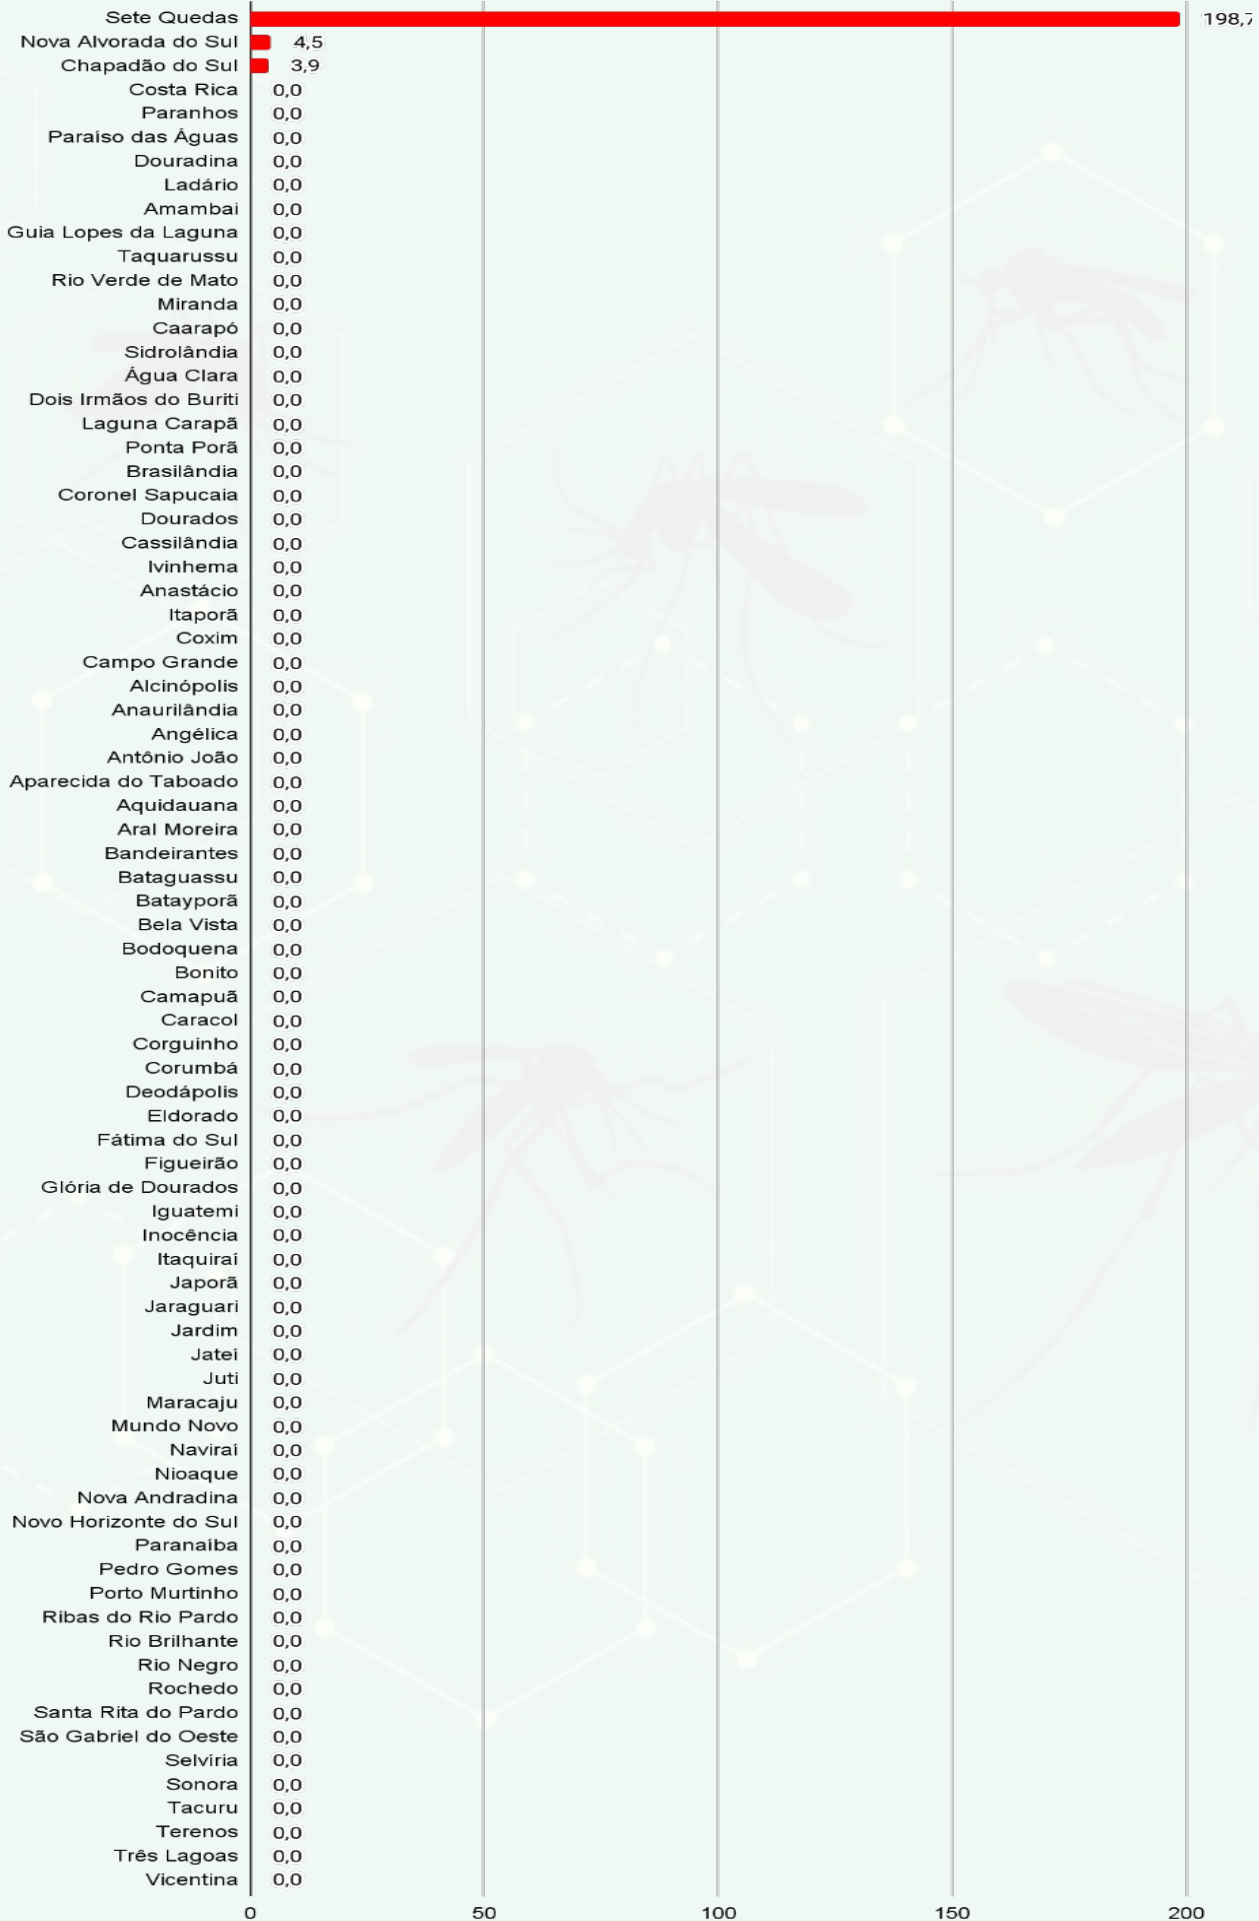 Sete Quedas 198,7
Nova Alvorada do Sul 4,5
Chapadão do Sul 3,9
Costa Rica 0,0
Paranhos 0,0
Paraíso das Águas 0,0
Douradina 0,0
Ladário 0,0
Amambai 0,0
Guia Lopes da Laguna 0,0
Taquarussu 0,0
Rio Verde de Mato 0,0
Miranda 0,0
Caarapó 0,0
Sidrolândia 0,0
Água Clara 0,0
Dois Irmãos do Buriti 0,0
Laguna Carapã 0,0
Ponta Porã 0,0
Brasilândia 0,0
Coronel Sapucaia 0,0
Dourados 0,0
Cassilândia 0,0
Ivinhema 0,0
Anastácio 0,0
Itaporã 0,0
Coxim 0,0
Campo Grande 0,0
Alcinópolis 0,0
Anaurilândia 0,0
Angélica 0,0
Antônio João 0,0
Aparecida do Taboado 0,0
Aquidauana 0,0
Aral Moreira 0,0
Bandeirantes 0,0
Bataguassu 0,0
Batayporã 0,0
Bela Vista 0,0
Bodoquena 0,0
Bonito 0,0
Camapuã 0,0
Caracol 0,0
Corguinho 0,0
Corumbá 0,0
Deodápolis 0,0
Eldorado 0,0
Fátima do Sul 0,0
Figueirão 0,0
Glória de Dourados 0,0
Iguatemi 0,0
Inocência 0,0
Itaquiraí 0,0
Japorã 0,0
Jaraguari 0,0
Jardim 0,0
Jateí 0,0
Juti 0,0
Maracaju 0,0
Mundo Novo 0,0
Naviraí 0,0
Nioaque 0,0
Nova Andradina 0,0
Novo Horizonte do Sul 0,0
Paranaíba 0,0
Pedro Gomes 0,0
Porto Murtinho 0,0
Ribas do Rio Pardo 0,0
Rio Brilhante 0,0
Rio Negro 0,0
Rochedo 0,0
Santa Rita do Pardo 0,0
São Gabriel do Oeste 0,0
Selvíria 0,0
Sonora 0,0
Tacuru 0,0
Terenos 0,0
Três Lagoas 0,0
Vicentina 0,0
0 50 100 150 200